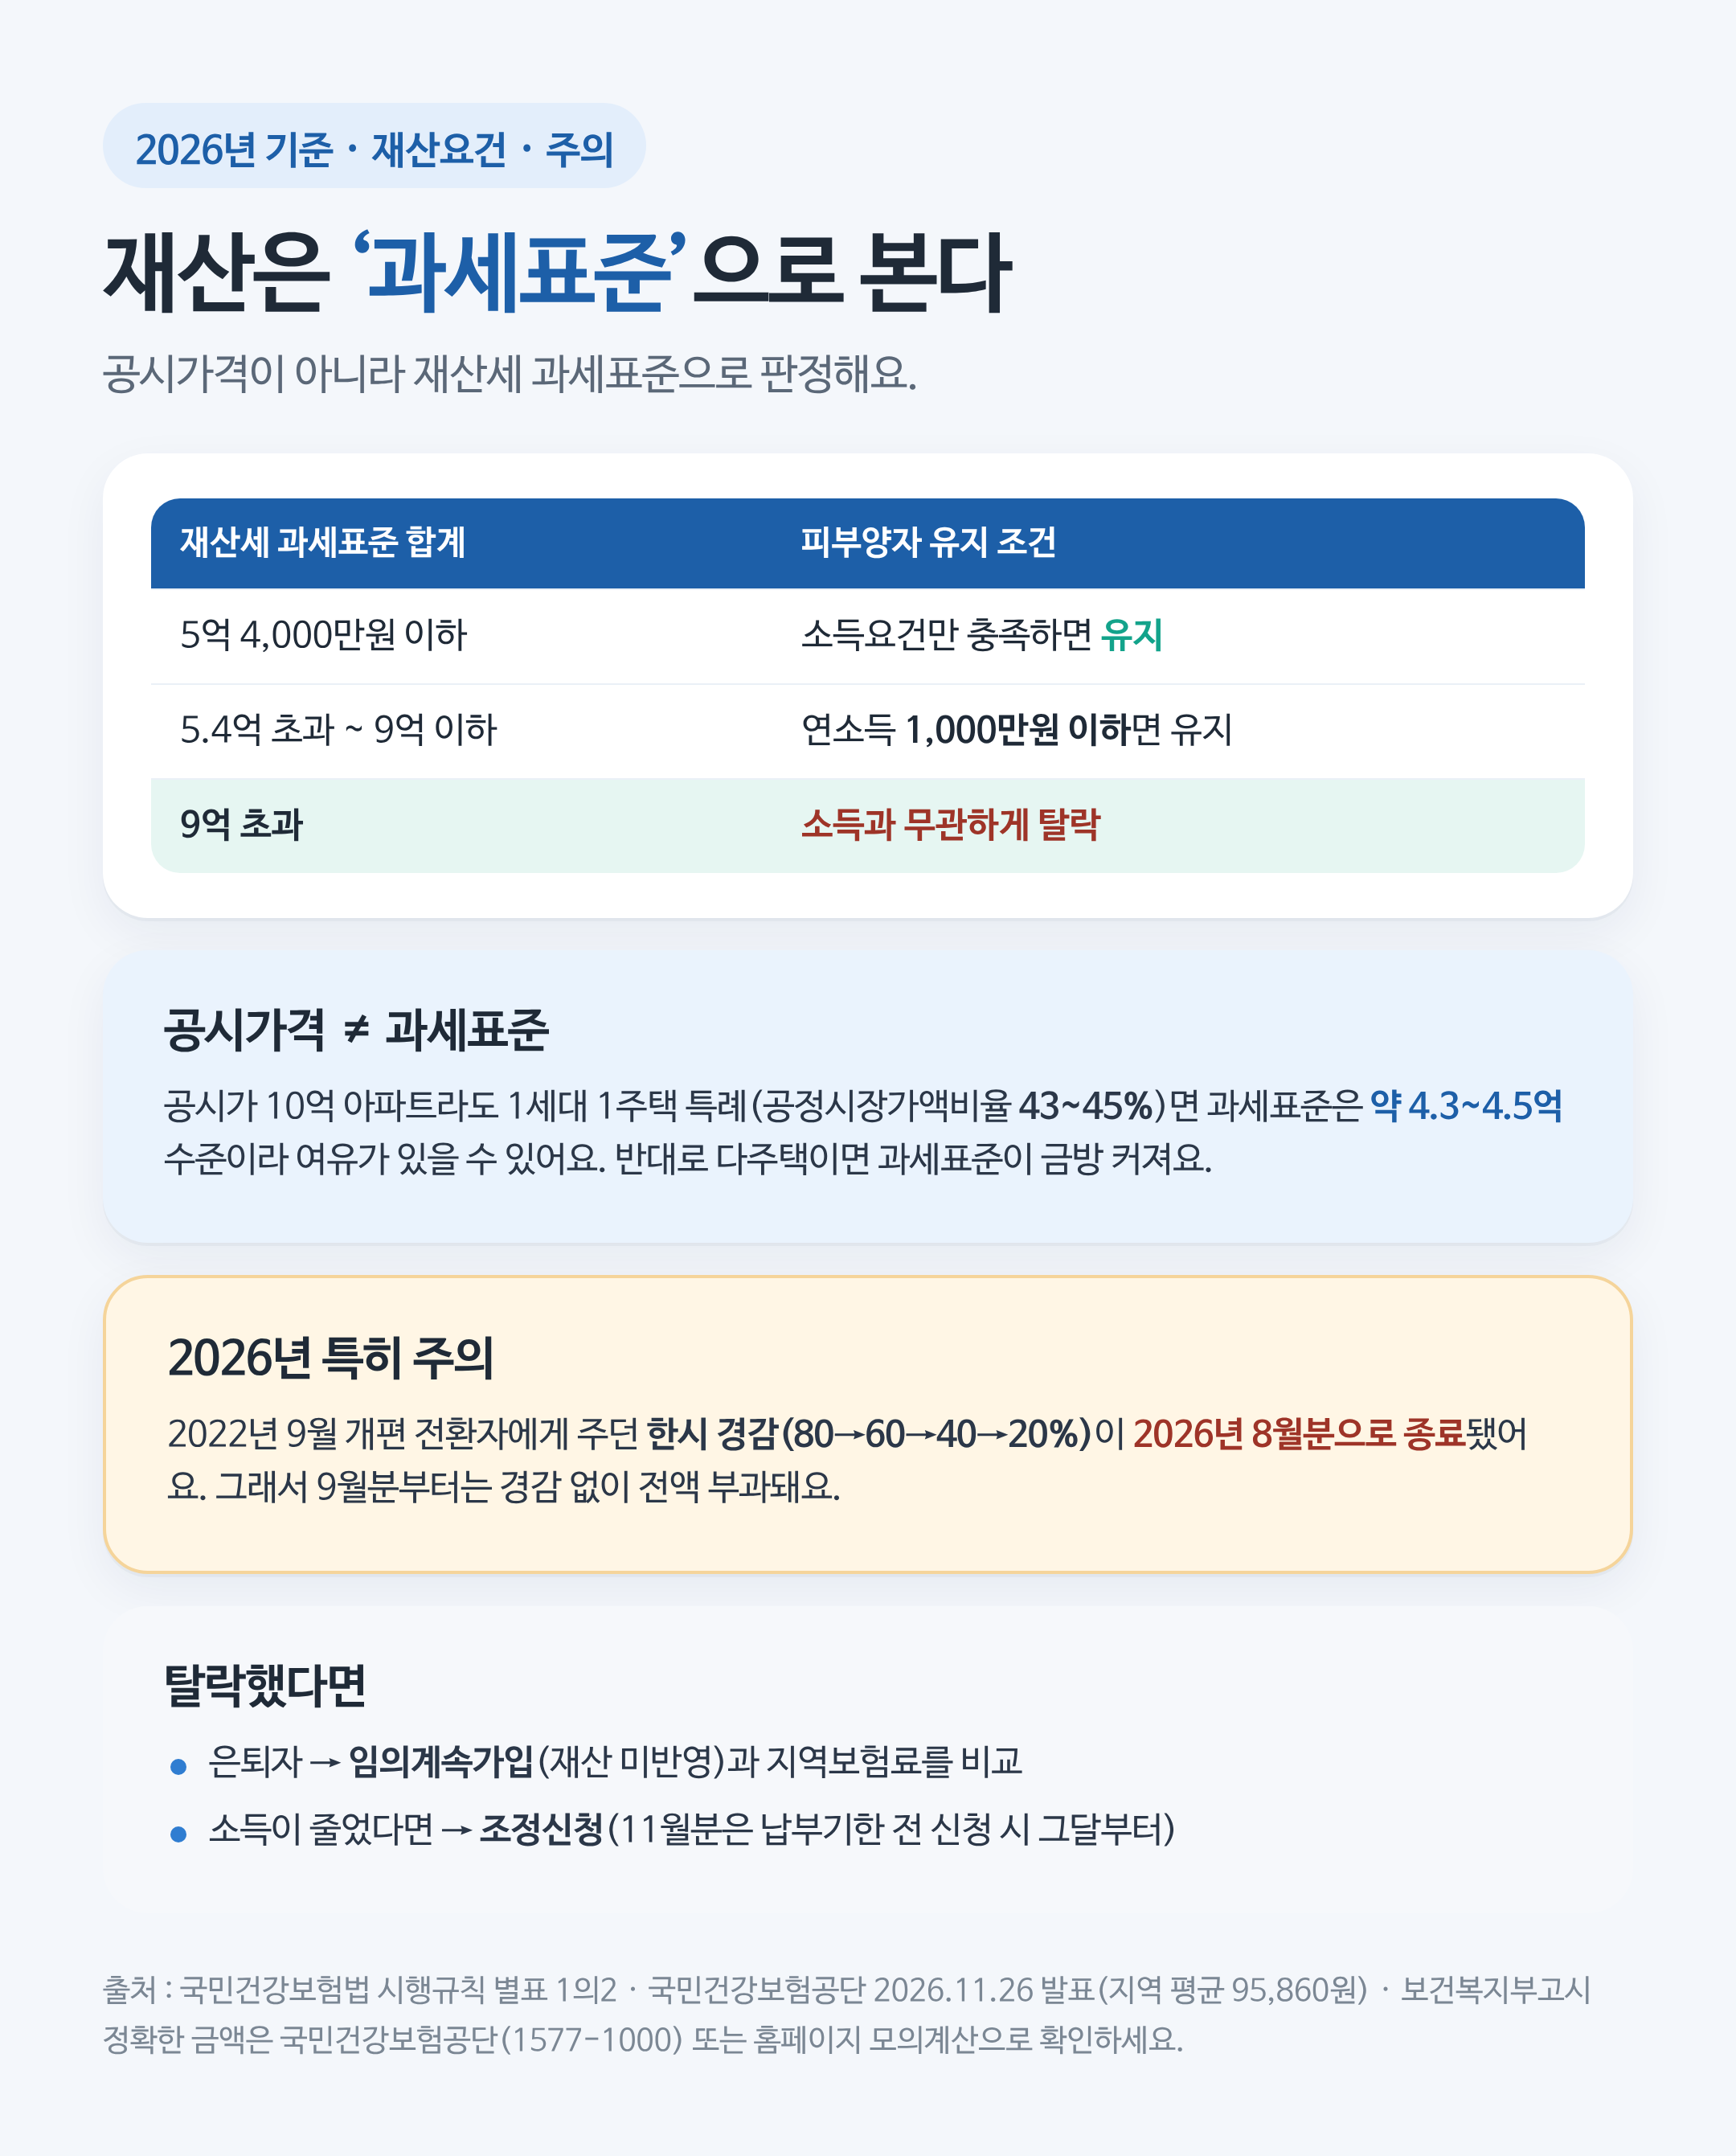 2026년 기준 · 재산요건 · 주의
재산은 ‘과세표준’으로 본다
공시가격이 아니라 재산세 과세표준으로 판정해요.
재산세 과세표준 합계 피부양자 유지 조건
5억 4,000만원 이하 소득요건만 충족하면 유지
5.4억 초과 ~ 9억 이하 연소득 1,000만원 이하면 유지
9억 초과 소득과 무관하게 탈락
공시가격 ≠ 과세표준
공시가 10억 아파트라도 1세대 1주택 특례(공정시장가액비율 43~45%)면 과세표준은 약 4.3~4.5억
수준이라 여유가 있을 수 있어요. 반대로 다주택이면 과세표준이 금방 커져요.
2026년 특히 주의
2022년 9월 개편 전환자에게 주던 한시 경감(80→60→40→20%)이 2026년 8월분으로 종료됐어
요. 그래서 9월분부터는 경감 없이 전액 부과돼요.
탈락했다면
● 은퇴자 → 임의계속가입(재산 미반영)과 지역보험료를 비교
● 소득이 줄었다면 → 조정신청(11월분은 납부기한 전 신청 시 그달부터)
출처 : 국민건강보험법 시행규칙 별표 1의2 · 국민건강보험공단 2026.11.26 발표(지역 평균 95,860원) · 보건복지부고시
정확한 금액은 국민건강보험공단(1577-1000) 또는 홈페이지 모의계산으로 확인하세요.